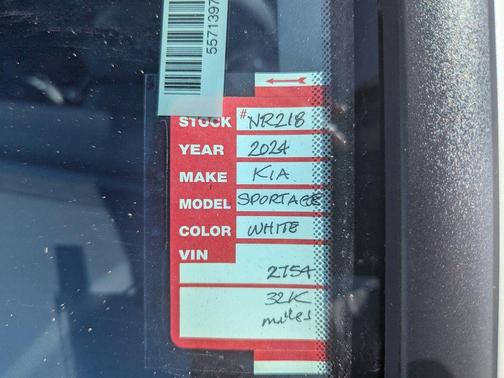 5571397
STOCK # NR218
YEAR 2024
MAKE KIA
MODEL SPORTAGE
COLOR WHITE
VIN
2754
32K
miles